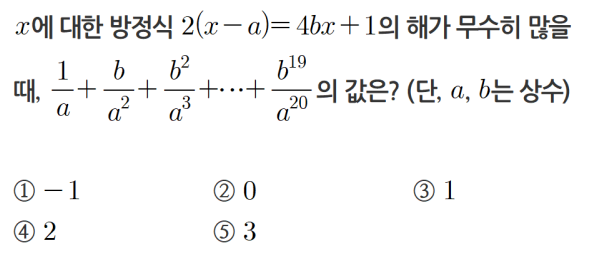 x에 대한 방정식 2(x－a)= 4bx＋1의 해가 무수히 많을
때, 1/a + b/a² + b²/a³ +⋯+ b¹⁹/a²⁰ 의 값은? (단, a, b는 상수)
① －1 ② 0 ③ 1
④ 2 ⑤ 3